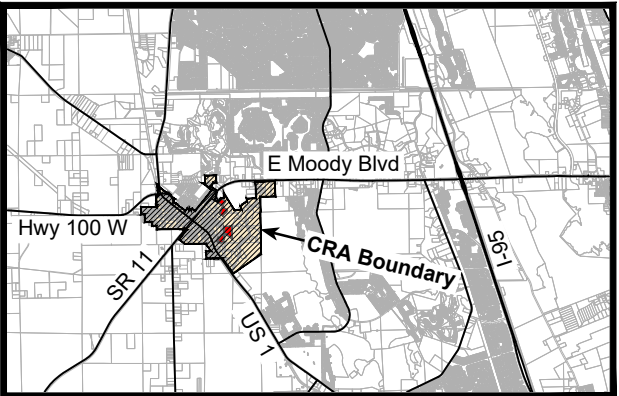 E Moody Blvd
Hwy 100 W
CRA Boundary
I-95
SR 11
US 1